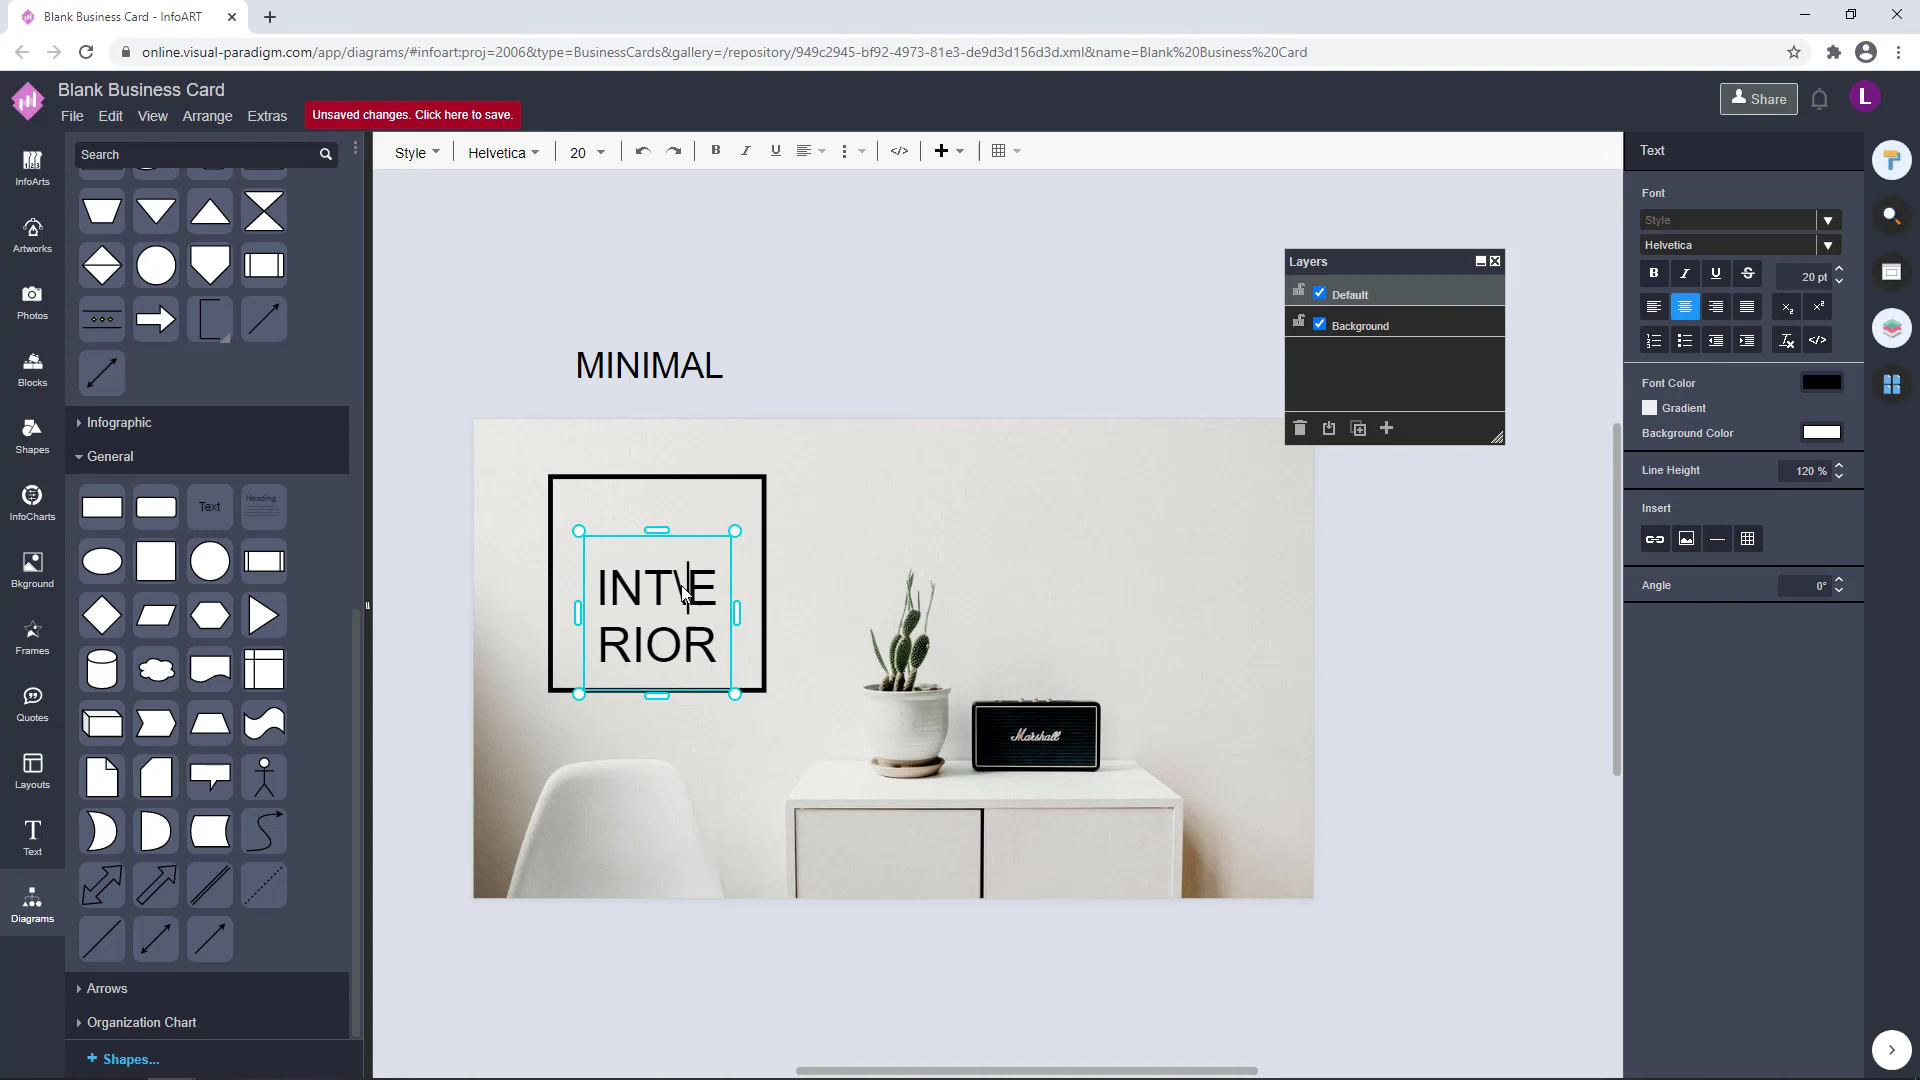 Blank Business Card - InfoART
online.visual-paradigm.com/app/diagrams/#infoart:proj=2006&type=BusinessCards&gallery=/repository/949c2945-bf92-4973-81e3-de9d3d156d3d.xml&name=Blank%20Business%20Card
Blank Business Card
File Edit View Arrange Extras Unsaved changes. Click here to save.
Share
L
Search
Style Helvetica 20 B I U
InfoArts
Artworks
Photos
Blocks
Shapes
InfoCharts
Bkground
Frames
Quotes
Layouts
Text
Diagrams
Infographic
General
Text
Heading
Arrows
Organization Chart
+ Shapes...
MINIMAL
INT\E
RIOR
Marshall
Layers
Default
Background
Text
Font
Style
Helvetica
B I U S 20 pt
Font Color
Gradient
Background Color
Line Height 120 %
Insert
Angle 0°